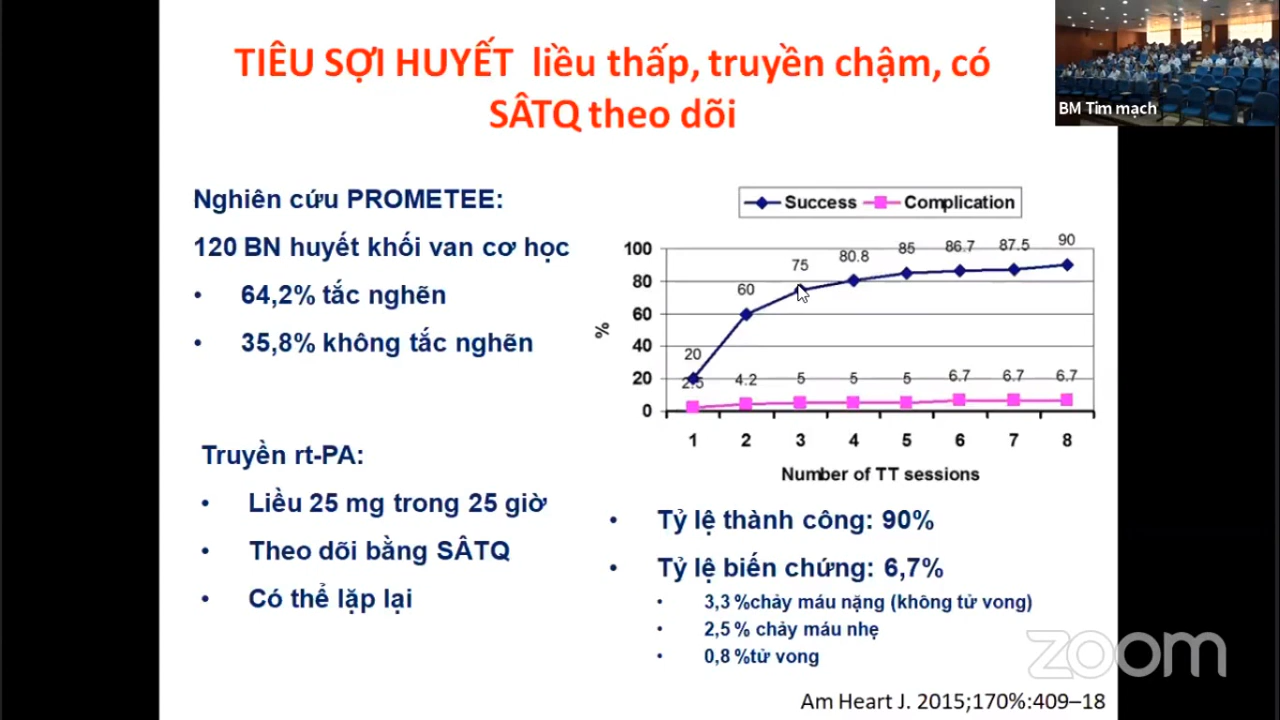 TIÊU SỢI HUYẾT liều thấp, truyền chậm, có
SÂTQ theo dõi
BM Tim mạch
Nghiên cứu PROMETEE:
120 BN huyết khối van cơ học
• 64,2% tắc nghẽn
• 35,8% không tắc nghẽn
Truyền rt-PA:
• Liều 25 mg trong 25 giờ
• Theo dõi bằng SÂTQ
• Có thể lặp lại
Success Complication
100
80
60
40
20
0
%
20 60 75 80.8 85 86.7 87.5 90
2.5 4.2 5 5 5 6.7 6.7 6.7
1 2 3 4 5 6 7 8
Number of TT sessions
• Tỷ lệ thành công: 90%
• Tỷ lệ biến chứng: 6,7%
• 3,3 %chảy máu nặng (không tử vong)
• 2,5 % chảy máu nhẹ
• 0,8 %tử vong
zoom
Am Heart J. 2015;170%:409–18